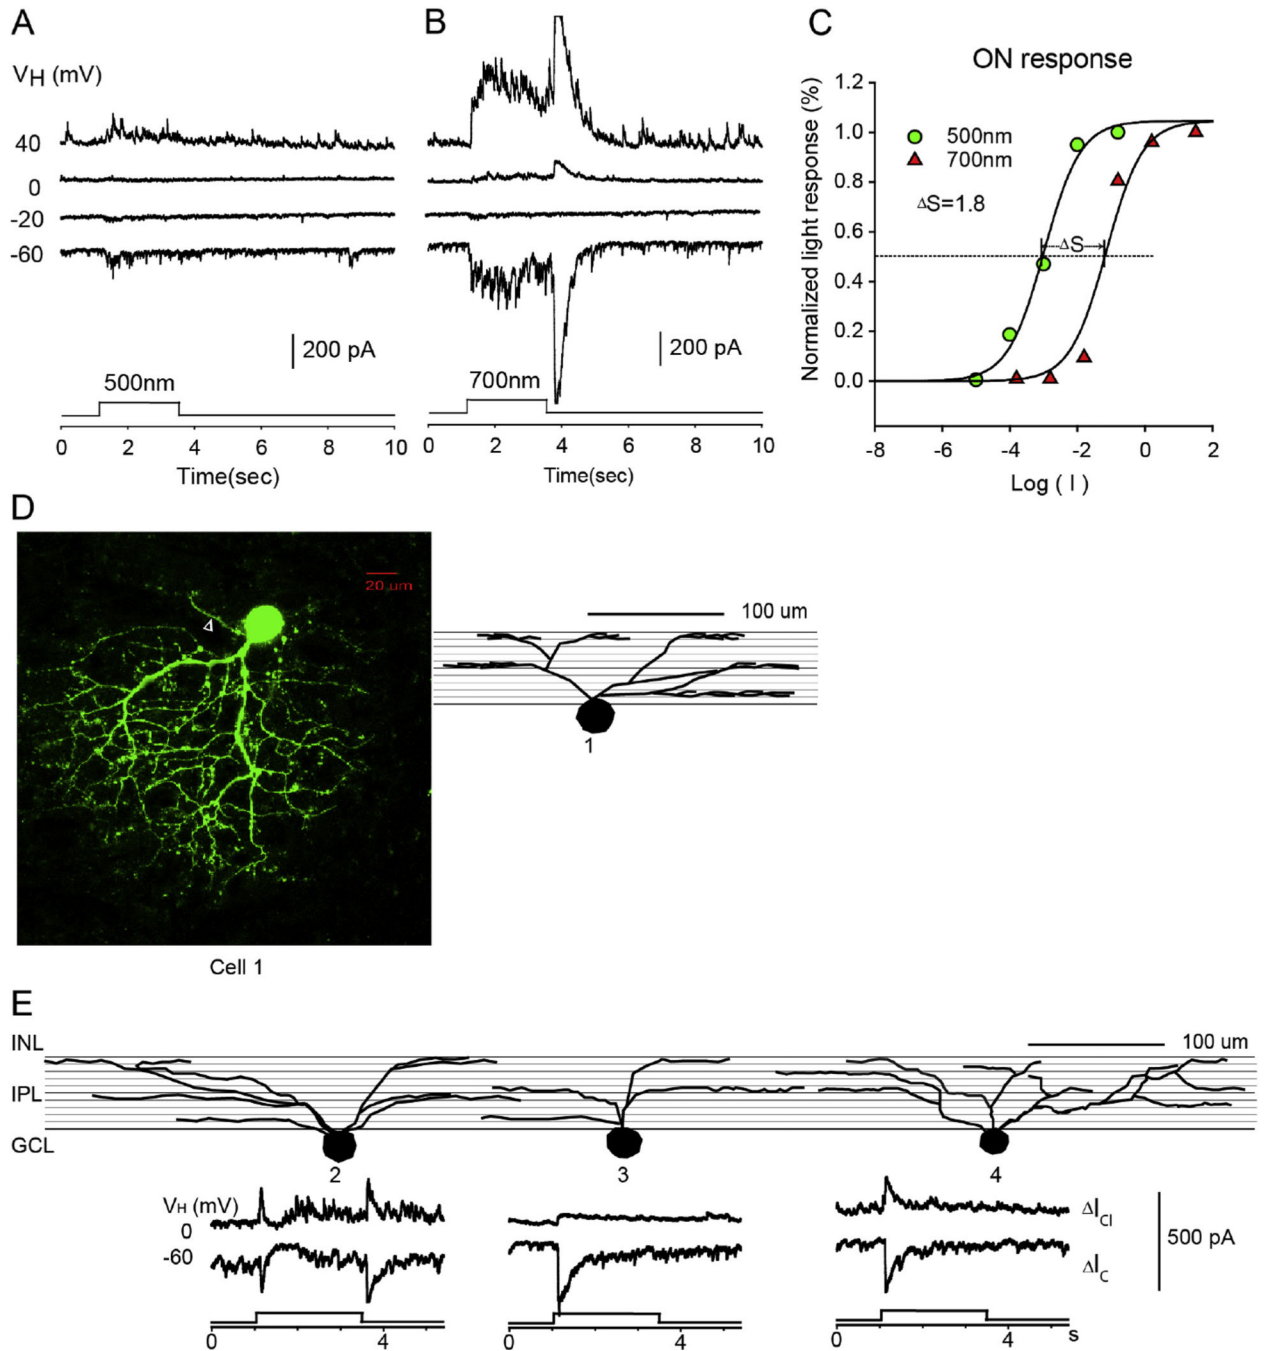 A
VH (mV)
40
0
-20
-60
200 pA
500nm
0 2 4 6 8 10
Time(sec)
B
200 pA
700nm
0 2 4 6 8 10
Time(sec)
C
ON response
Normalized light response (%)
1.2
1.0
0.8
0.6
0.4
0.2
0.0
500nm
700nm
ΔS=1.8
ΔS
-8 -6 -4 -2 0 2
Log ( I )
D
20 um
Cell 1
100 um
1
E
INL
IPL
GCL
100 um
2 3 4
VH (mV)
0
-60
ΔICl
ΔIC
500 pA
0 4 0 4 0 4 s